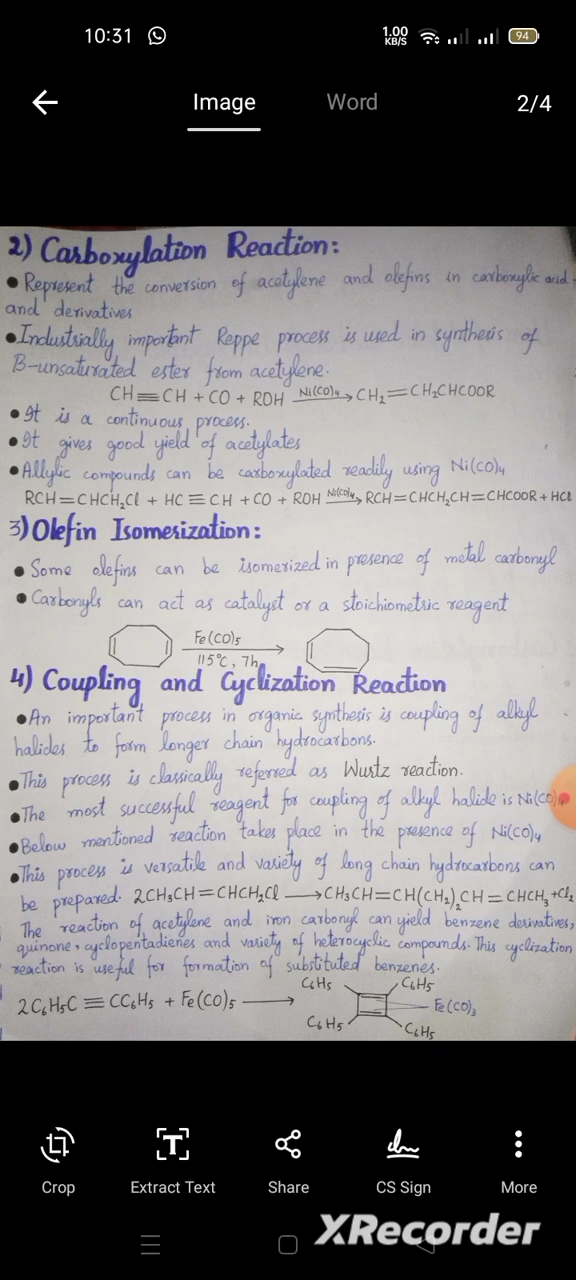 10:31
1.00 KB/S
94
Image
Word
2/4
2) Carboxylation Reaction:
• Represent the conversion of acetylene and olefins in carboxylic acid-
and derivatives
• Industrially important Reppe process is used in synthesis of
B-unsaturated ester from acetylene.
CH≡CH + CO + ROH Ni(CO)4→ CH2=CH2CHCOOR
• It is a continuous process.
• It gives good yield of acetylates
• Allylic compounds can be carboxylated readily using Ni(CO)4
RCH=CHCH2Cl + HC≡CH + CO + ROH Ni(CO)4→ RCH=CHCH2CH=CHCOOR + HCl
3) Olefin Isomerization:
• Some olefins can be isomerized in presence of metal carbonyl
• Carbonyls can act as catalyst or a stoichiometric reagent
Fe(CO)5
115°C, 7h
4) Coupling and Cyclization Reaction
• An important process in organic synthesis is coupling of alkyl
halides to form longer chain hydrocarbons.
• This process is classically referred as Wurtz reaction.
• The most successful reagent for coupling of alkyl halide is Ni(CO)4
• Below mentioned reaction takes place in the presence of Ni(CO)4
• This process is versatile and variety of long chain hydrocarbons can
be prepared. 2CH3CH=CHCH2Cl → CH3CH=CH(CH2)2CH=CHCH3+Cl2
The reaction of acetylene and iron carbonyl can yield benzene derivatives,
quinone, cyclopentadienes and variety of heterocyclic compounds. This cyclization
reaction is useful for formation of substituted benzenes.
C6H5 C6H5
2C6H5C≡CC6H5 + Fe(CO)5 → Fe(CO)3
C6H5 C6H5
Crop
Extract Text
Share
CS Sign
More
XRecorder